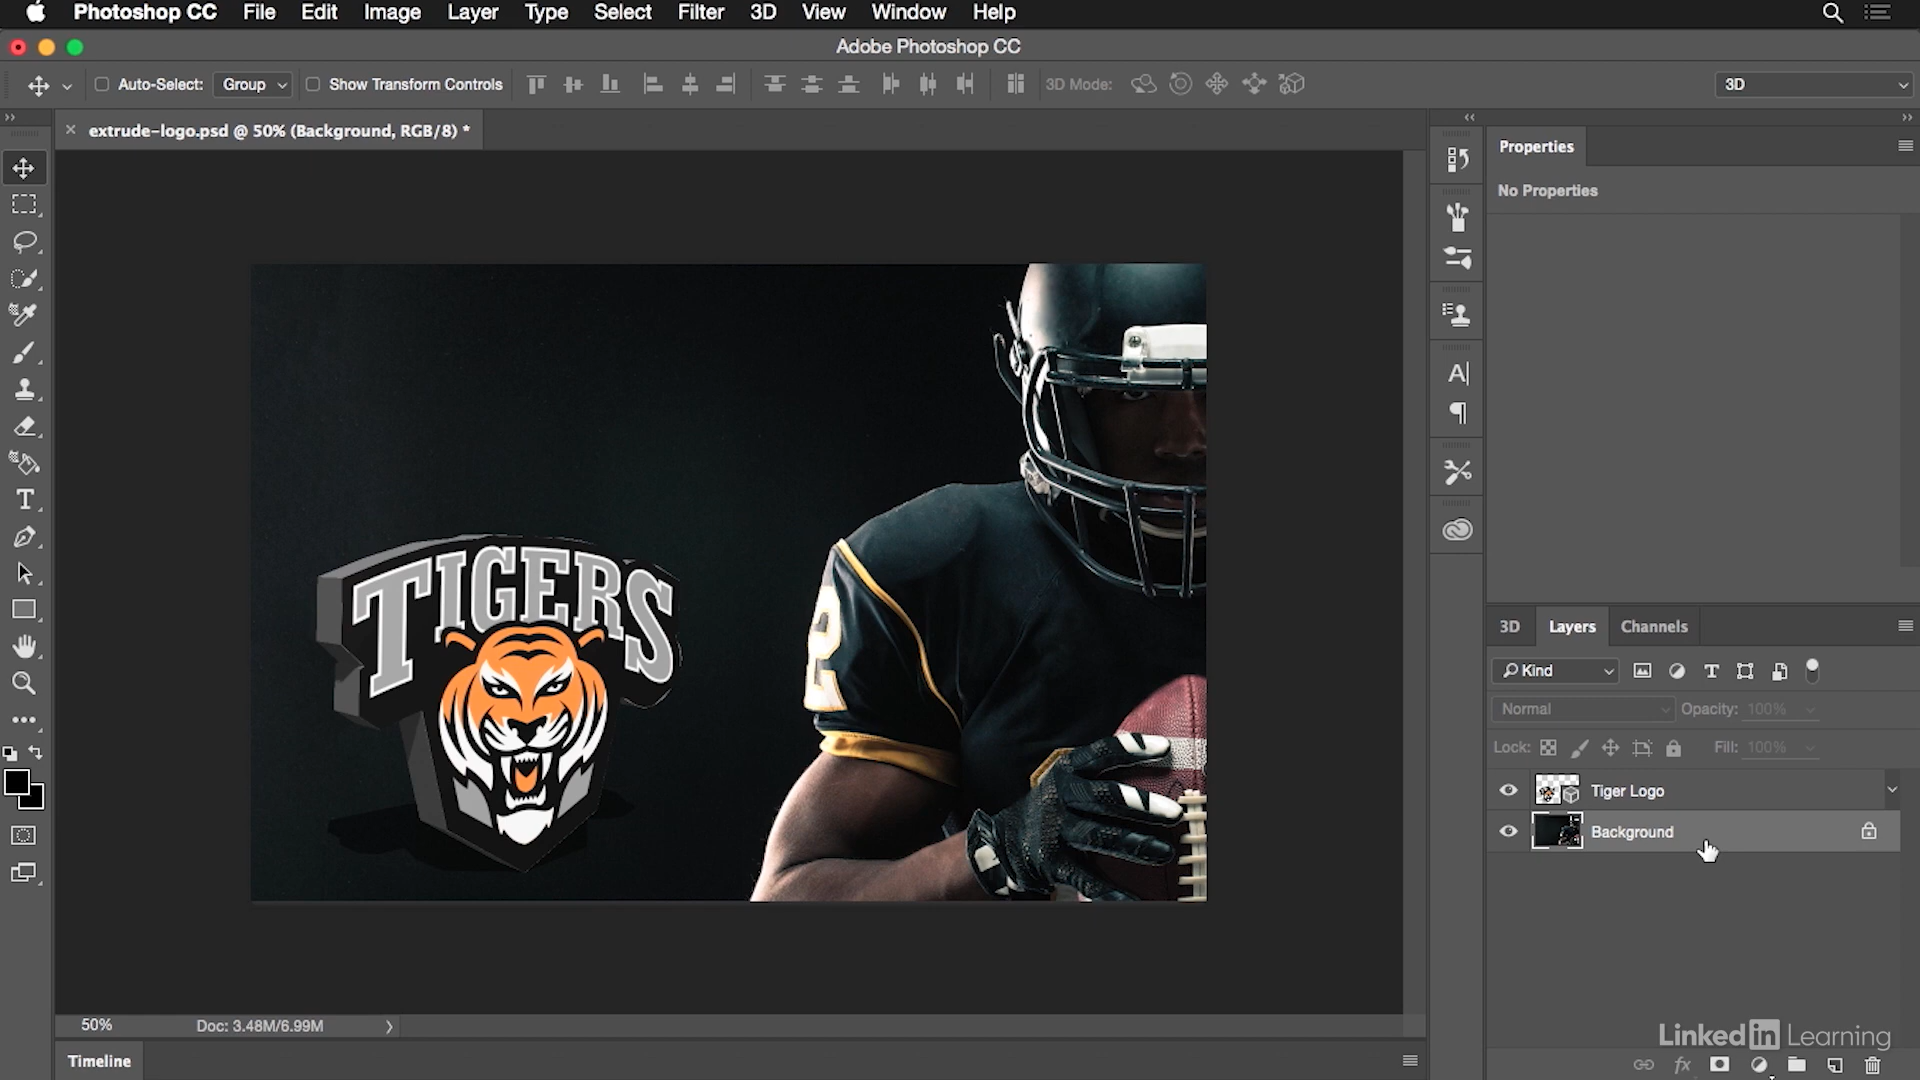 Photoshop CC File Edit Image Layer Type Select Filter 3D View Window Help
Adobe Photoshop CC
Auto-Select: Group Show Transform Controls 3D Mode: 3D
× extrude-logo.psd @ 50% (Background, RGB/8) *
Properties
No Properties
TIGERS
2
3D Layers Channels
Kind
Normal Opacity: 100%
Lock: Fill: 100%
Tiger Logo
Background
50% Doc: 3.48M/6.99M
Timeline
Linked in Learning
fx